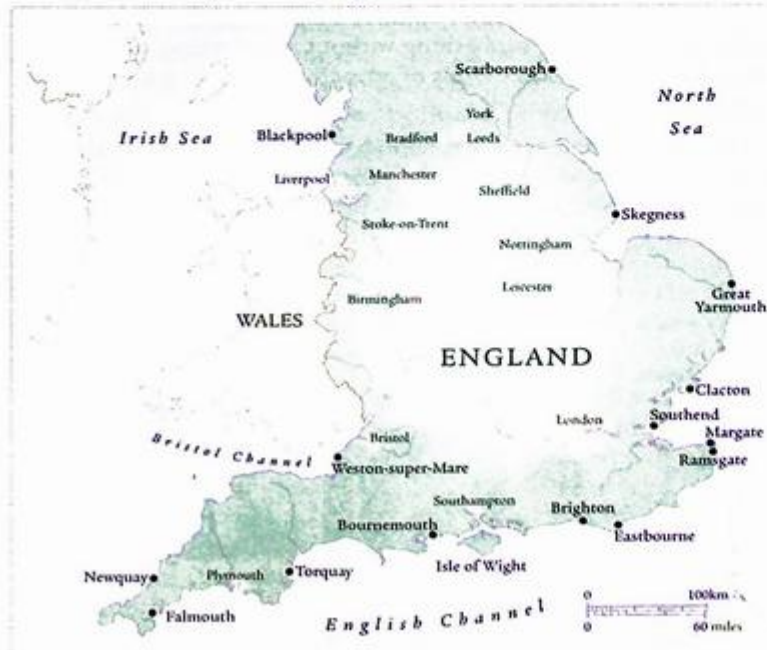 Scarborough
North
Sea
York
Irish Sea
Blackpool
Bradford
Leeds
Liverpool
Manchester
Sheffield
Skegness
Stoke-on-Trent
Nottingham
Leicester
Great
Yarmouth
Birmingham
WALES
ENGLAND
Clacton
London
Southend
Margate
Bristol
Bristol Channel
Ramsgate
Weston-super-Mare
Southampton
Brighton
Bournemouth
Eastbourne
Isle of Wight
Newquay
Plymouth
Torquay
0 100km
Falmouth
English Channel
0 60 miles